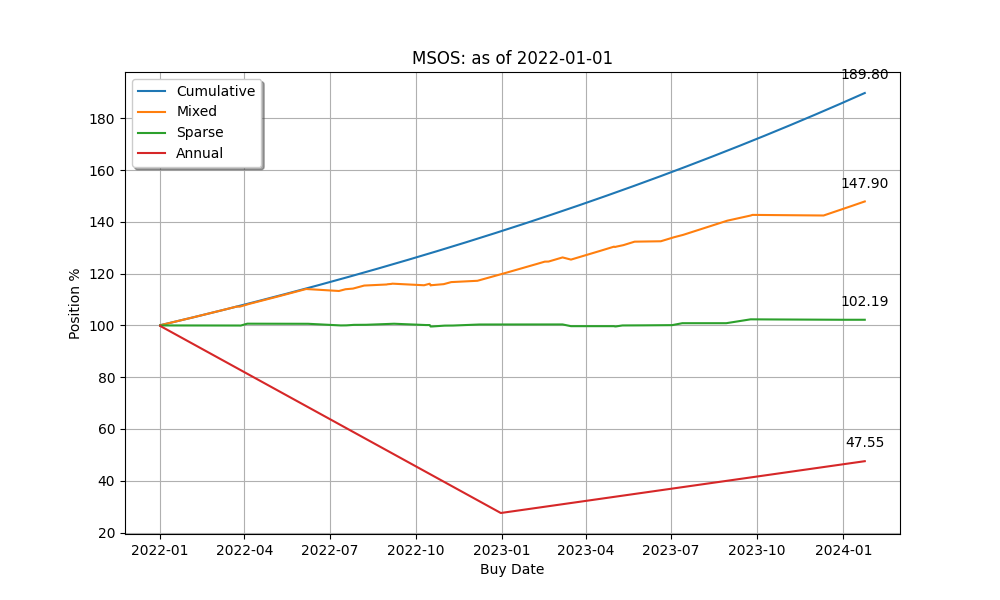 MSOS: as of 2022-01-01
189.80
Cumulative
Mixed
Sparse
Annual
180
160
147.90
140
120
102.19
100
80
60
47.55
40
20
Position %
2022-01 2022-04 2022-07 2022-10 2023-01 2023-04 2023-07 2023-10 2024-01
Buy Date